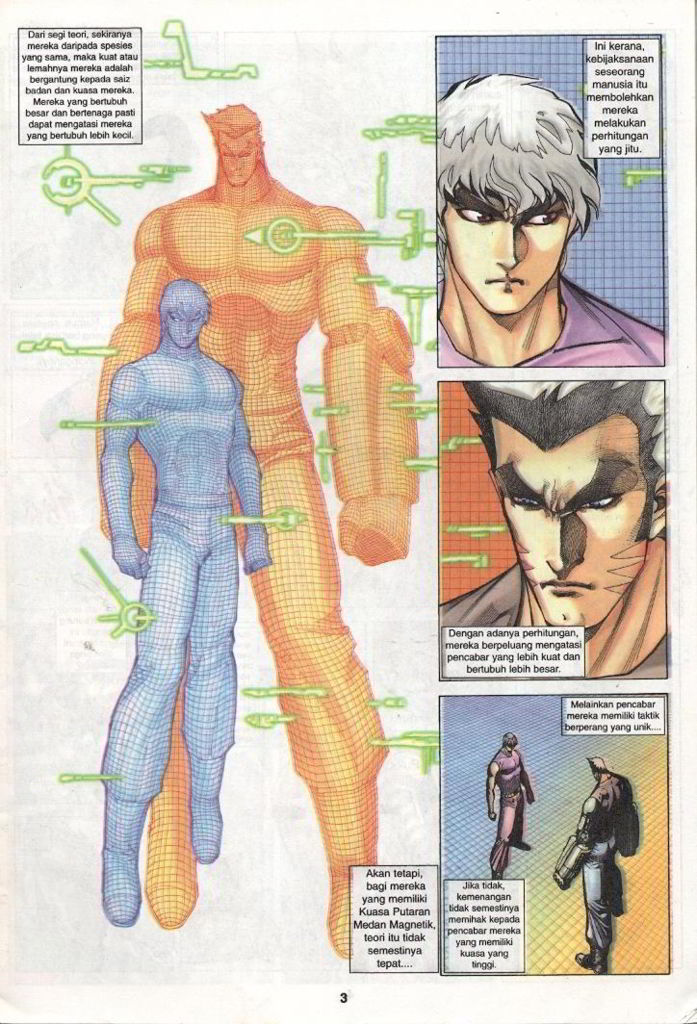 Dari segi teori, sekiranya
mereka daripada spesies
yang sama, maka kuat atau
lemahnya mereka adalah
bergantung kepada saiz
badan dan kuasa mereka.
Mereka yang bertubuh
besar dan bertenaga pasti
dapat mengatasi mereka
yang bertubuh lebih kecil.
Akan tetapi,
bagi mereka
yang memiliki
Kuasa Putaran
Medan Magnetik,
teori itu tidak
semestinya
tepat....
Ini kerana,
kebijaksanaan
seseorang
manusia itu
membolehkan
mereka
melakukan
perhitungan
yang jitu.
Dengan adanya perhitungan,
mereka berpeluang mengatasi
pencabar yang lebih kuat dan
bertubuh lebih besar.
Melainkan pencabar
mereka memiliki taktik
berperang yang unik....
Jika tidak,
kemenangan
tidak semestinya
memihak kepada
pencabar mereka
yang memiliki
kuasa yang
tinggi.
3